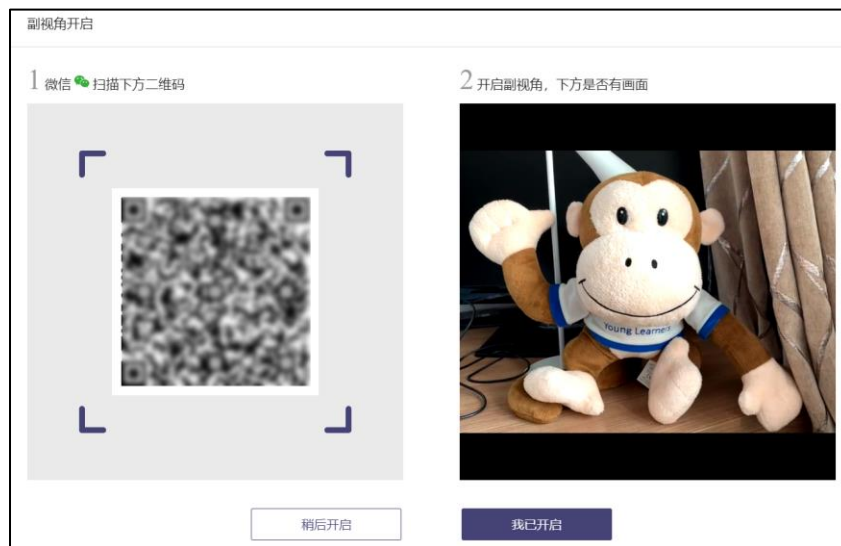 副视角开启
1 微信 扫描下方二维码
2 开启副视角，下方是否有画面
Young Learners
稍后开启
我已开启